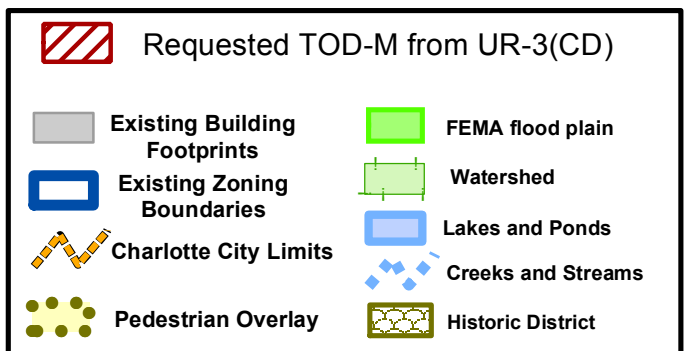 Requested TOD-M from UR-3(CD)
Existing Building
Footprints
Existing Zoning
Boundaries
Charlotte City Limits
Pedestrian Overlay
FEMA flood plain
Watershed
Lakes and Ponds
Creeks and Streams
Historic District